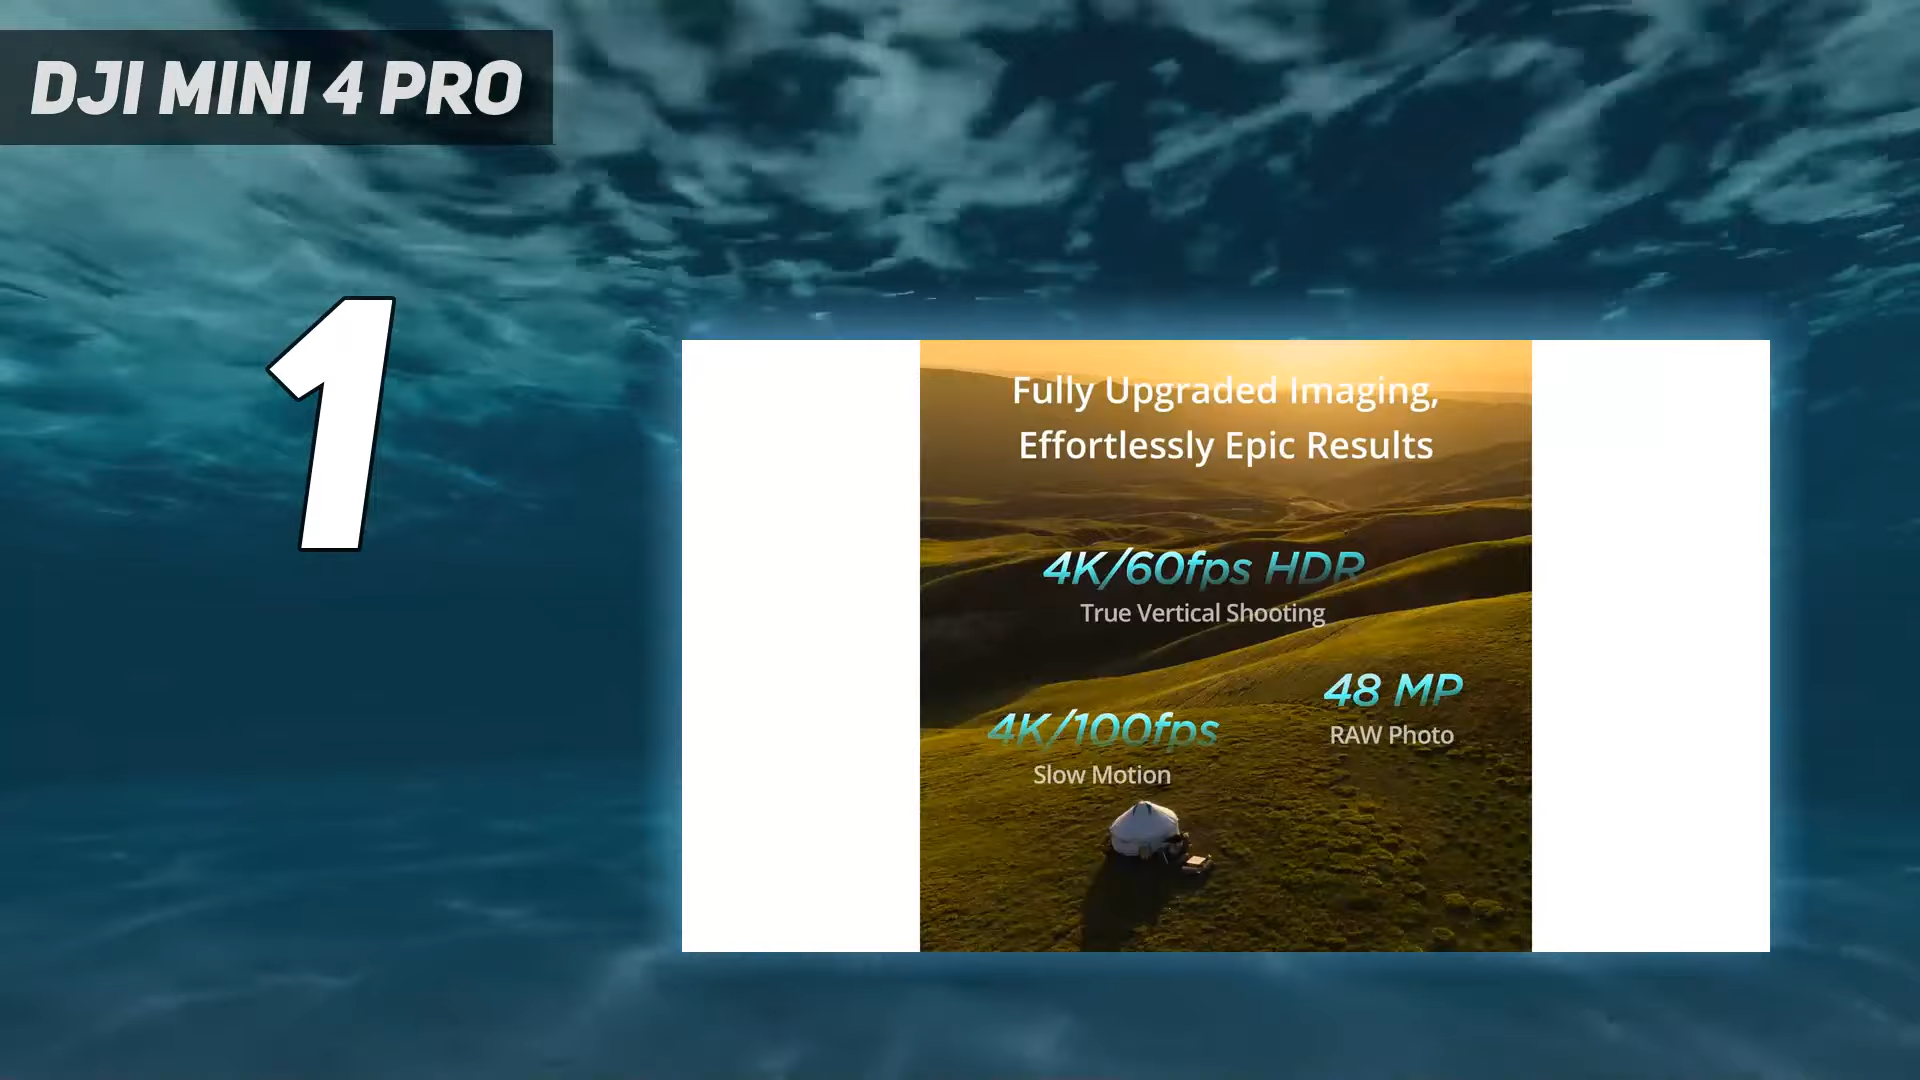 DJI MINI 4 PRO
1
Fully Upgraded Imaging,
Effortlessly Epic Results
4K/60fps HDR
True Vertical Shooting
48 MP
RAW Photo
4K/100fps
Slow Motion